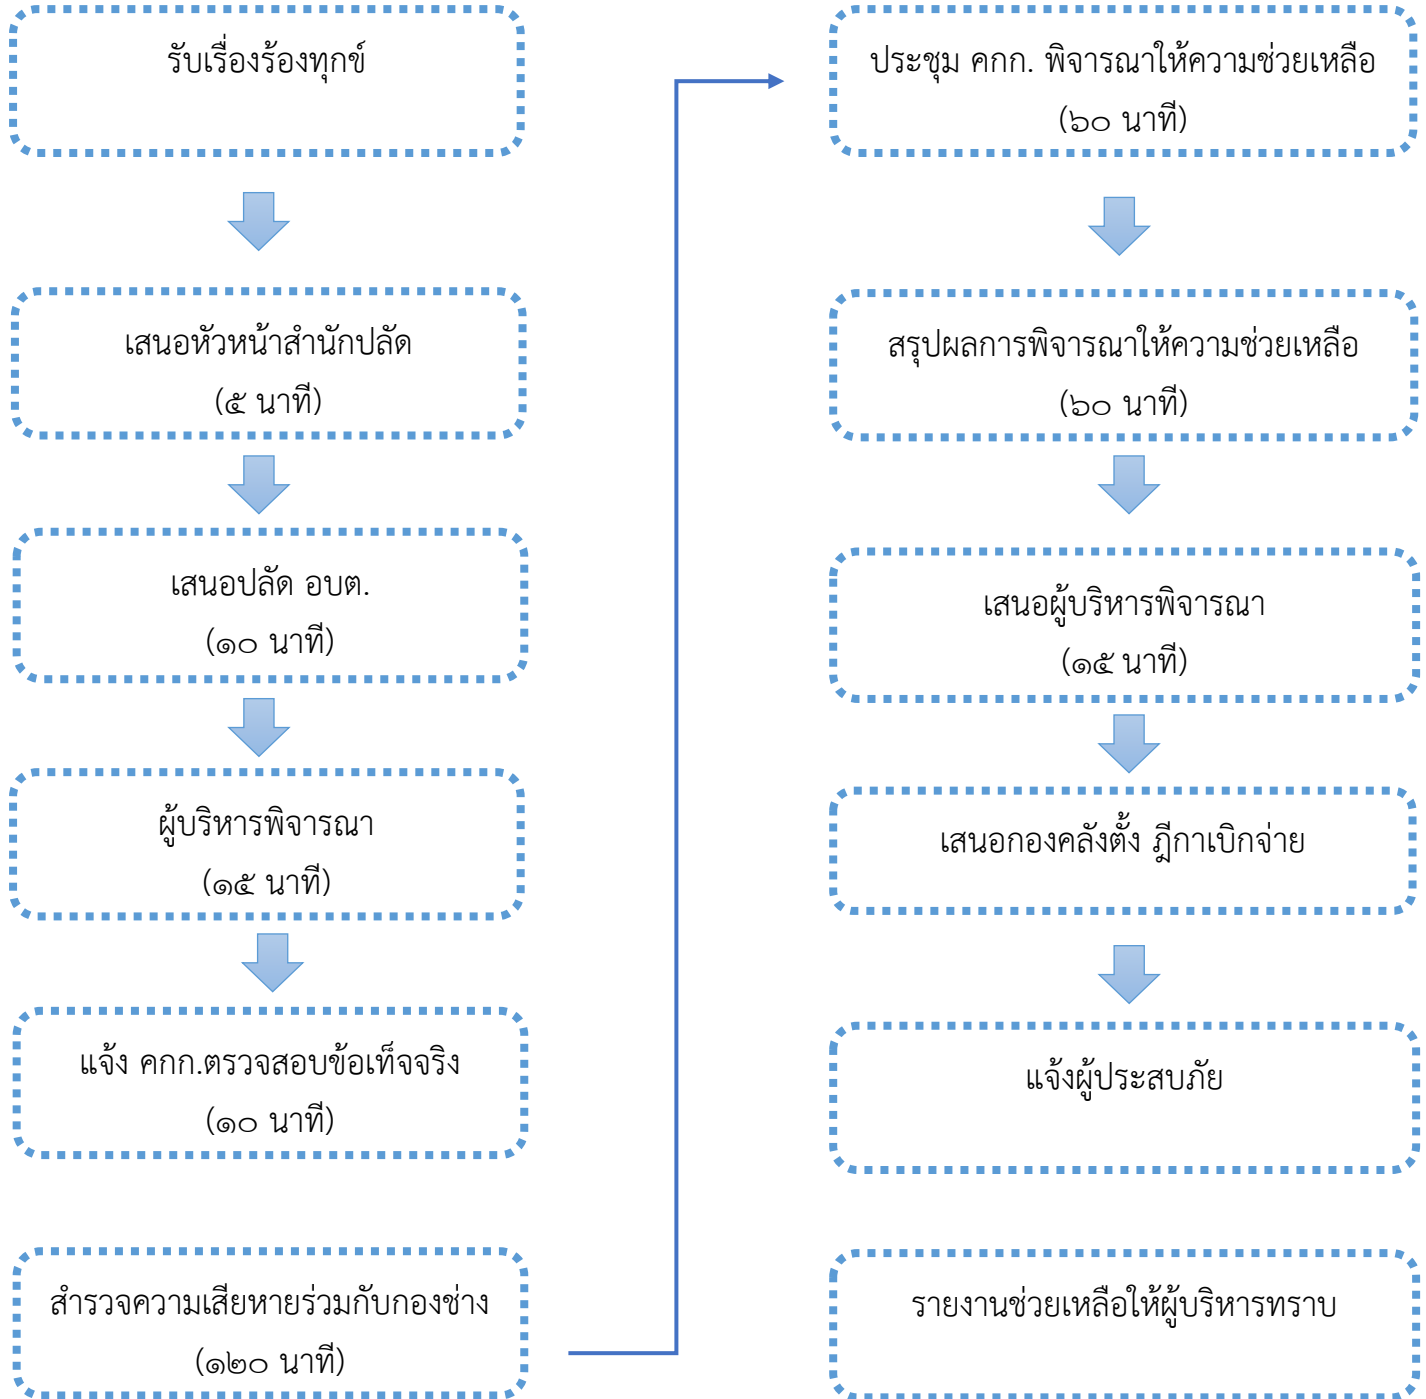 รับเรื่องร้องทุกข์
เสนอหัวหน้าสำนักปลัด
(๕ นาที)
เสนอปลัด อบต.
(๑๐ นาที)
ผู้บริหารพิจารณา
(๑๕ นาที)
แจ้ง คกก.ตรวจสอบข้อเท็จจริง
(๑๐ นาที)
สำรวจความเสียหายร่วมกับกองช่าง
(๑๒๐ นาที)
ประชุม คกก. พิจารณาให้ความช่วยเหลือ
(๖๐ นาที)
สรุปผลการพิจารณาให้ความช่วยเหลือ
(๖๐ นาที)
เสนอผู้บริหารพิจารณา
(๑๕ นาที)
เสนอกองคลังตั้ง ฎีกาเบิกจ่าย
แจ้งผู้ประสบภัย
รายงานช่วยเหลือให้ผู้บริหารทราบ